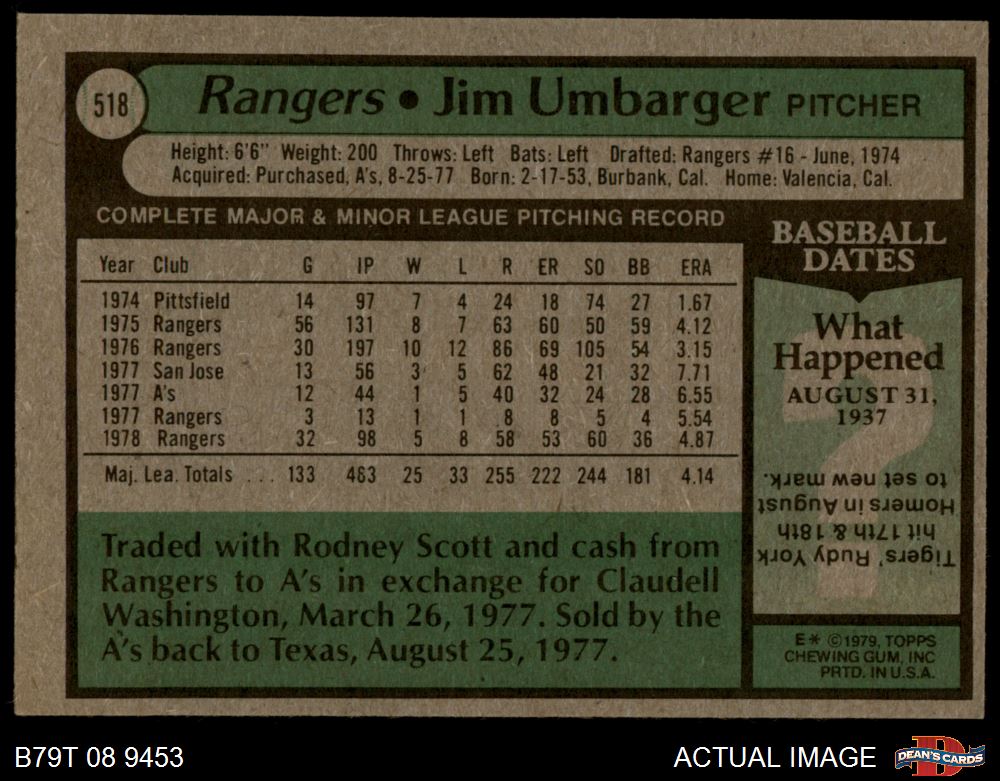 518
Rangers • Jim Umbarger PITCHER
Height: 6'6" Weight: 200 Throws: Left Bats: Left Drafted: Rangers #16 - June, 1974
Acquired: Purchased, A's, 8-25-77 Born: 2-17-53, Burbank, Cal. Home: Valencia, Cal.
COMPLETE MAJOR & MINOR LEAGUE PITCHING RECORD
Year Club G IP W L R ER SO BB ERA
1974 Pittsfield 14 97 7 4 24 18 74 27 1.67
1975 Rangers 56 131 8 7 63 60 50 59 4.12
1976 Rangers 30 197 10 12 86 69 105 54 3.15
1977 San Jose 13 56 3 5 62 48 21 32 7.71
1977 A's 12 44 1 5 40 32 24 28 6.55
1977 Rangers 3 13 1 1 8 8 5 4 5.54
1978 Rangers 32 98 5 8 58 53 60 36 4.87
Maj. Lea. Totals ... 133 483 25 33 255 222 244 181 4.14
Traded with Rodney Scott and cash from
Rangers to A's in exchange for Claudell
Washington, March 26, 1977. Sold by the
A's back to Texas, August 25, 1977.
BASEBALL
DATES
What
Happened
AUGUST 31,
1937
Tigers' Rudy York
hit 17th & 18th
Homers in August
to set new mark.
E* ©1979, TOPPS
CHEWING GUM, INC
PRTD. IN U.S.A.
B79T 08 9453
ACTUAL IMAGE
D
DEAN'S CARDS